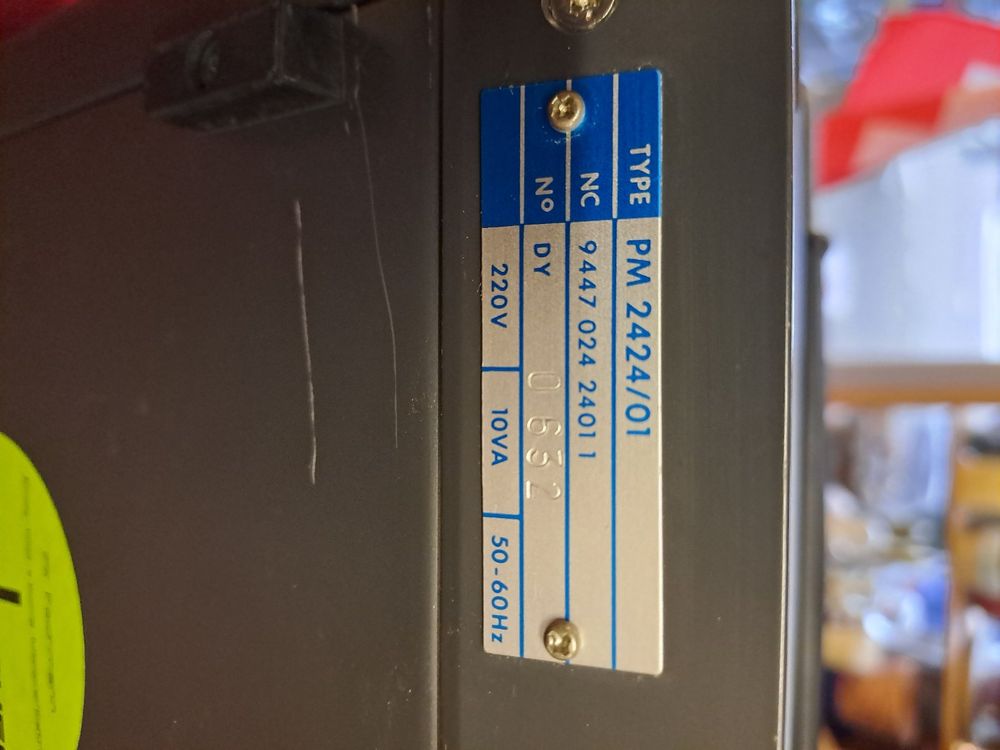 TYPE PM 2424/01
NC 9447 024 2401 1
No DY 0632
220V 10VA 50-60Hz